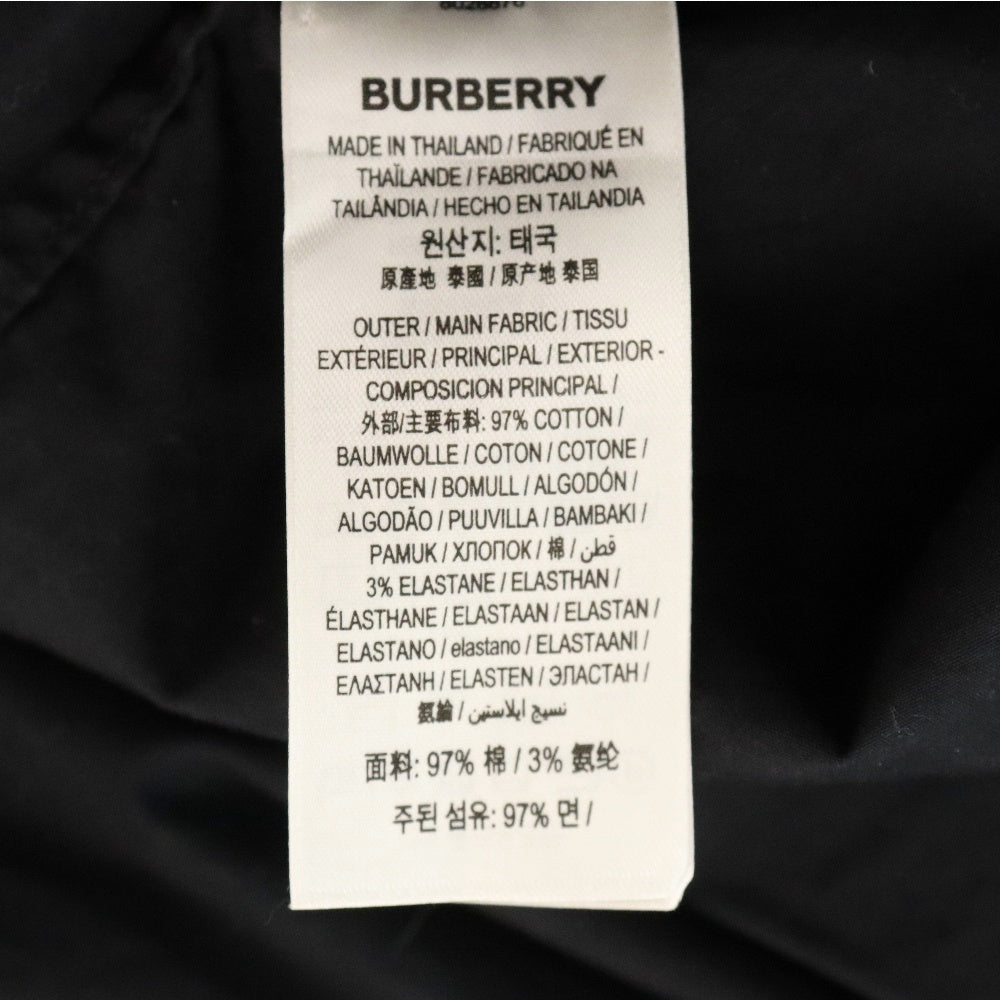 BURBERRY
MADE IN THAILAND / FABRIQUÉ EN
THAÏLANDE / FABRICADO NA
TAILÂNDIA / HECHO EN TAILANDIA
원산지: 태국
原產地 泰國 / 原产地 泰国
OUTER / MAIN FABRIC / TISSU
EXTÉRIEUR / PRINCIPAL / EXTERIOR -
COMPOSICION PRINCIPAL /
外部/主要布料: 97% COTTON /
BAUMWOLLE / COTON / COTONE /
KATOEN / BOMULL / ALGODÓN /
ALGODÃO / PUUVILLA / BAMBAKI /
PAMUK / ХЛОПОК / 棉 / قطن
3% ELASTANE / ELASTHAN /
ÉLASTHANE / ELASTAAN / ELASTAN /
ELASTANO / elastano / ELASTAANI /
ΕΛΑΣΤΑΝΗ / ELASTEN / ЭЛАСТАН /
氨綸 / نسيج ايلاستين
面料: 97% 棉 / 3% 氨纶
주된 섬유: 97% 면 /